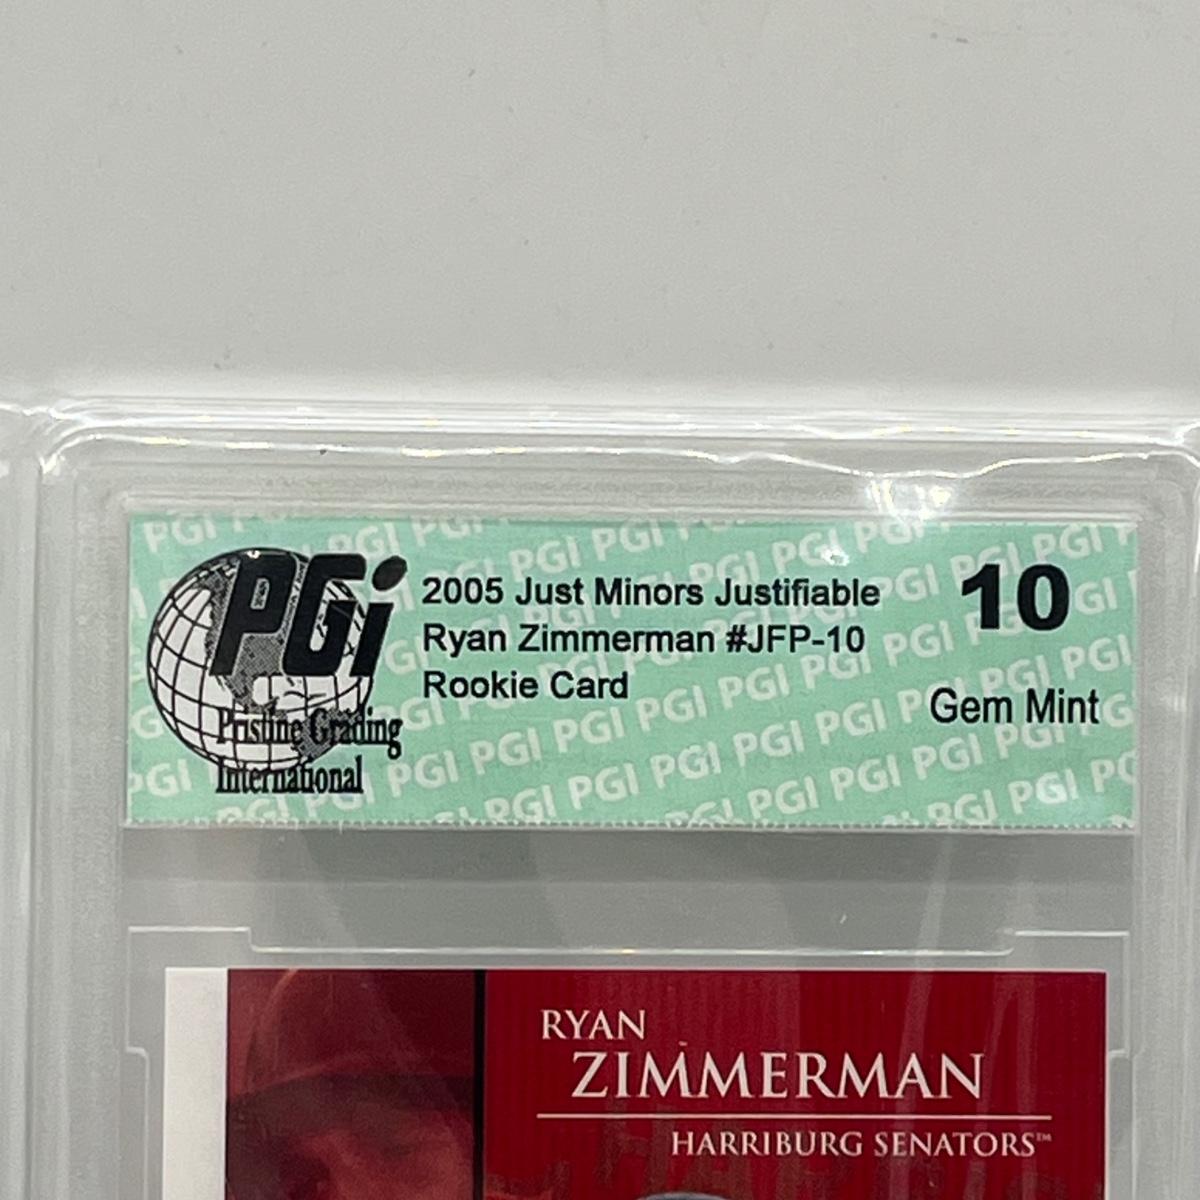 PGi
Pristine Grading
International
2005 Just Minors Justifiable
Ryan Zimmerman #JFP-10
Rookie Card
10
Gem Mint
RYAN
ZIMMERMAN
HARRIBURG SENATORS™